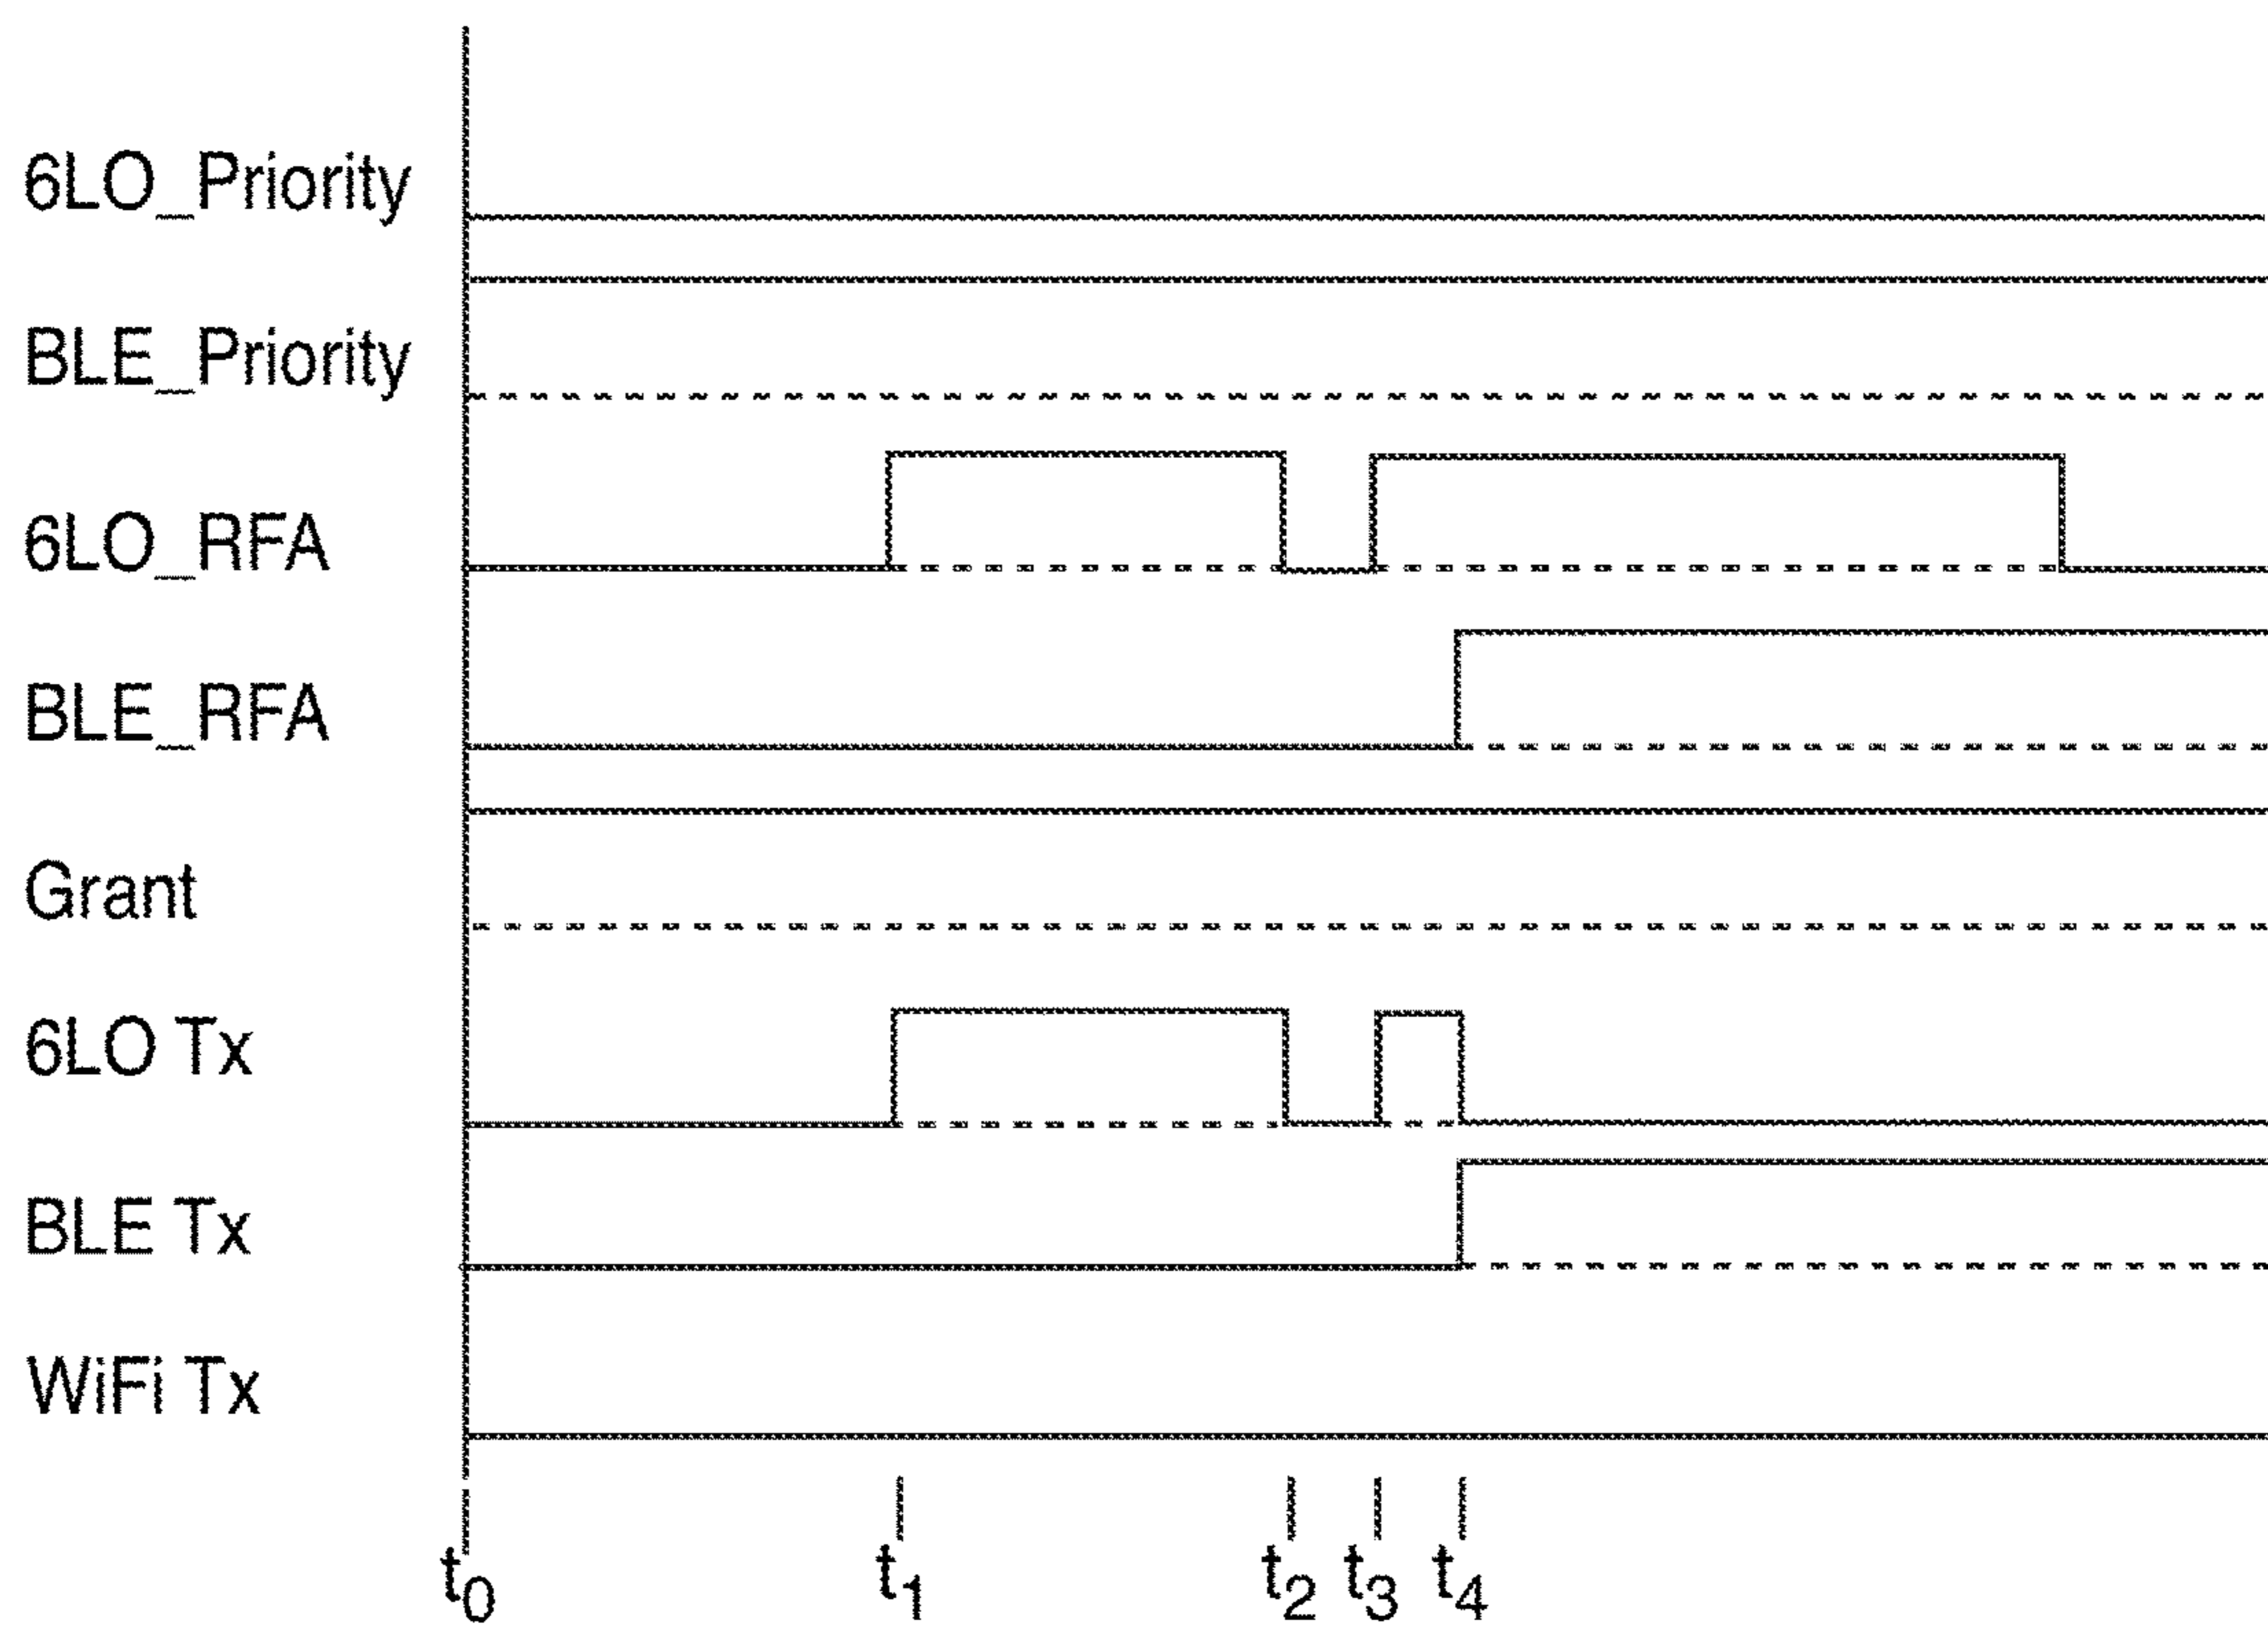 6LO_Priority
BLE_Priority
6LO_RFA
BLE_RFA
Grant
6LO Tx
BLE Tx
WiFi Tx
t0 t1 t2 t3 t4